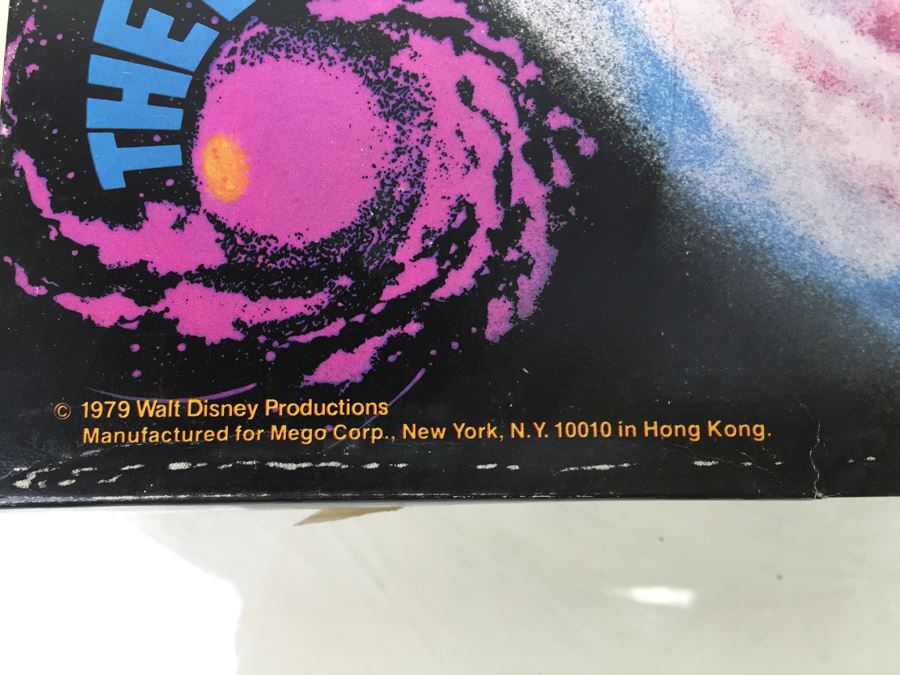 THE
© 1979 Walt Disney Productions
Manufactured for Mego Corp., New York, N.Y. 10010 in Hong Kong.